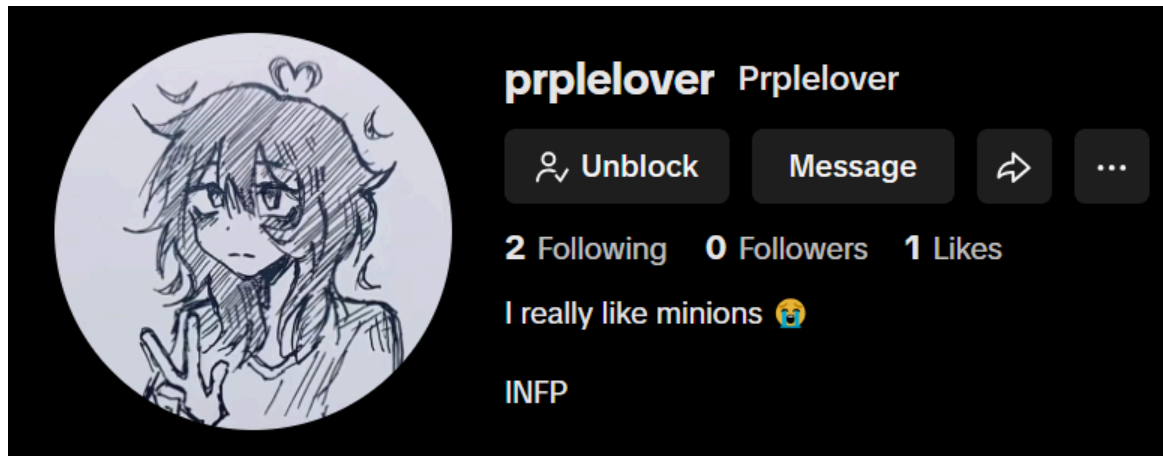 prplelover Prplelover
Unblock Message
2 Following 0 Followers 1 Likes
I really like minions 😭
INFP